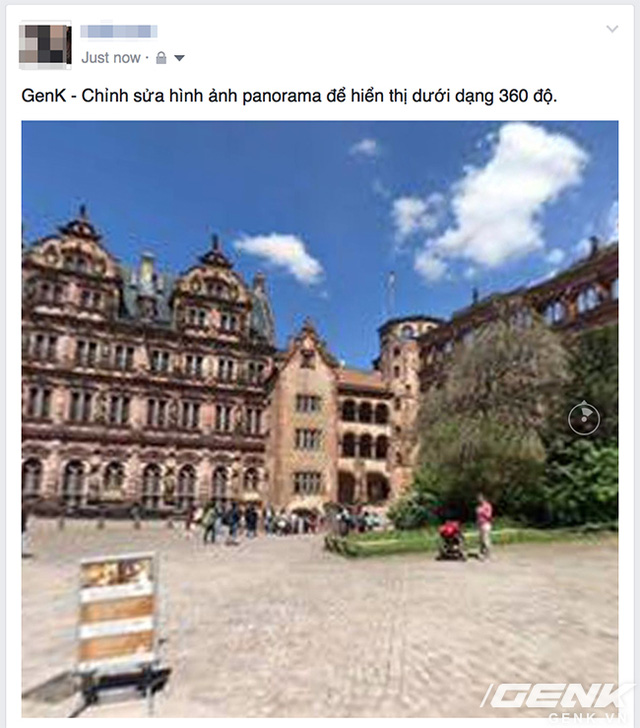 Just now
GenK - Chỉnh sửa hình ảnh panorama để hiển thị dưới dạng 360 độ.
GENK
GENK.VN